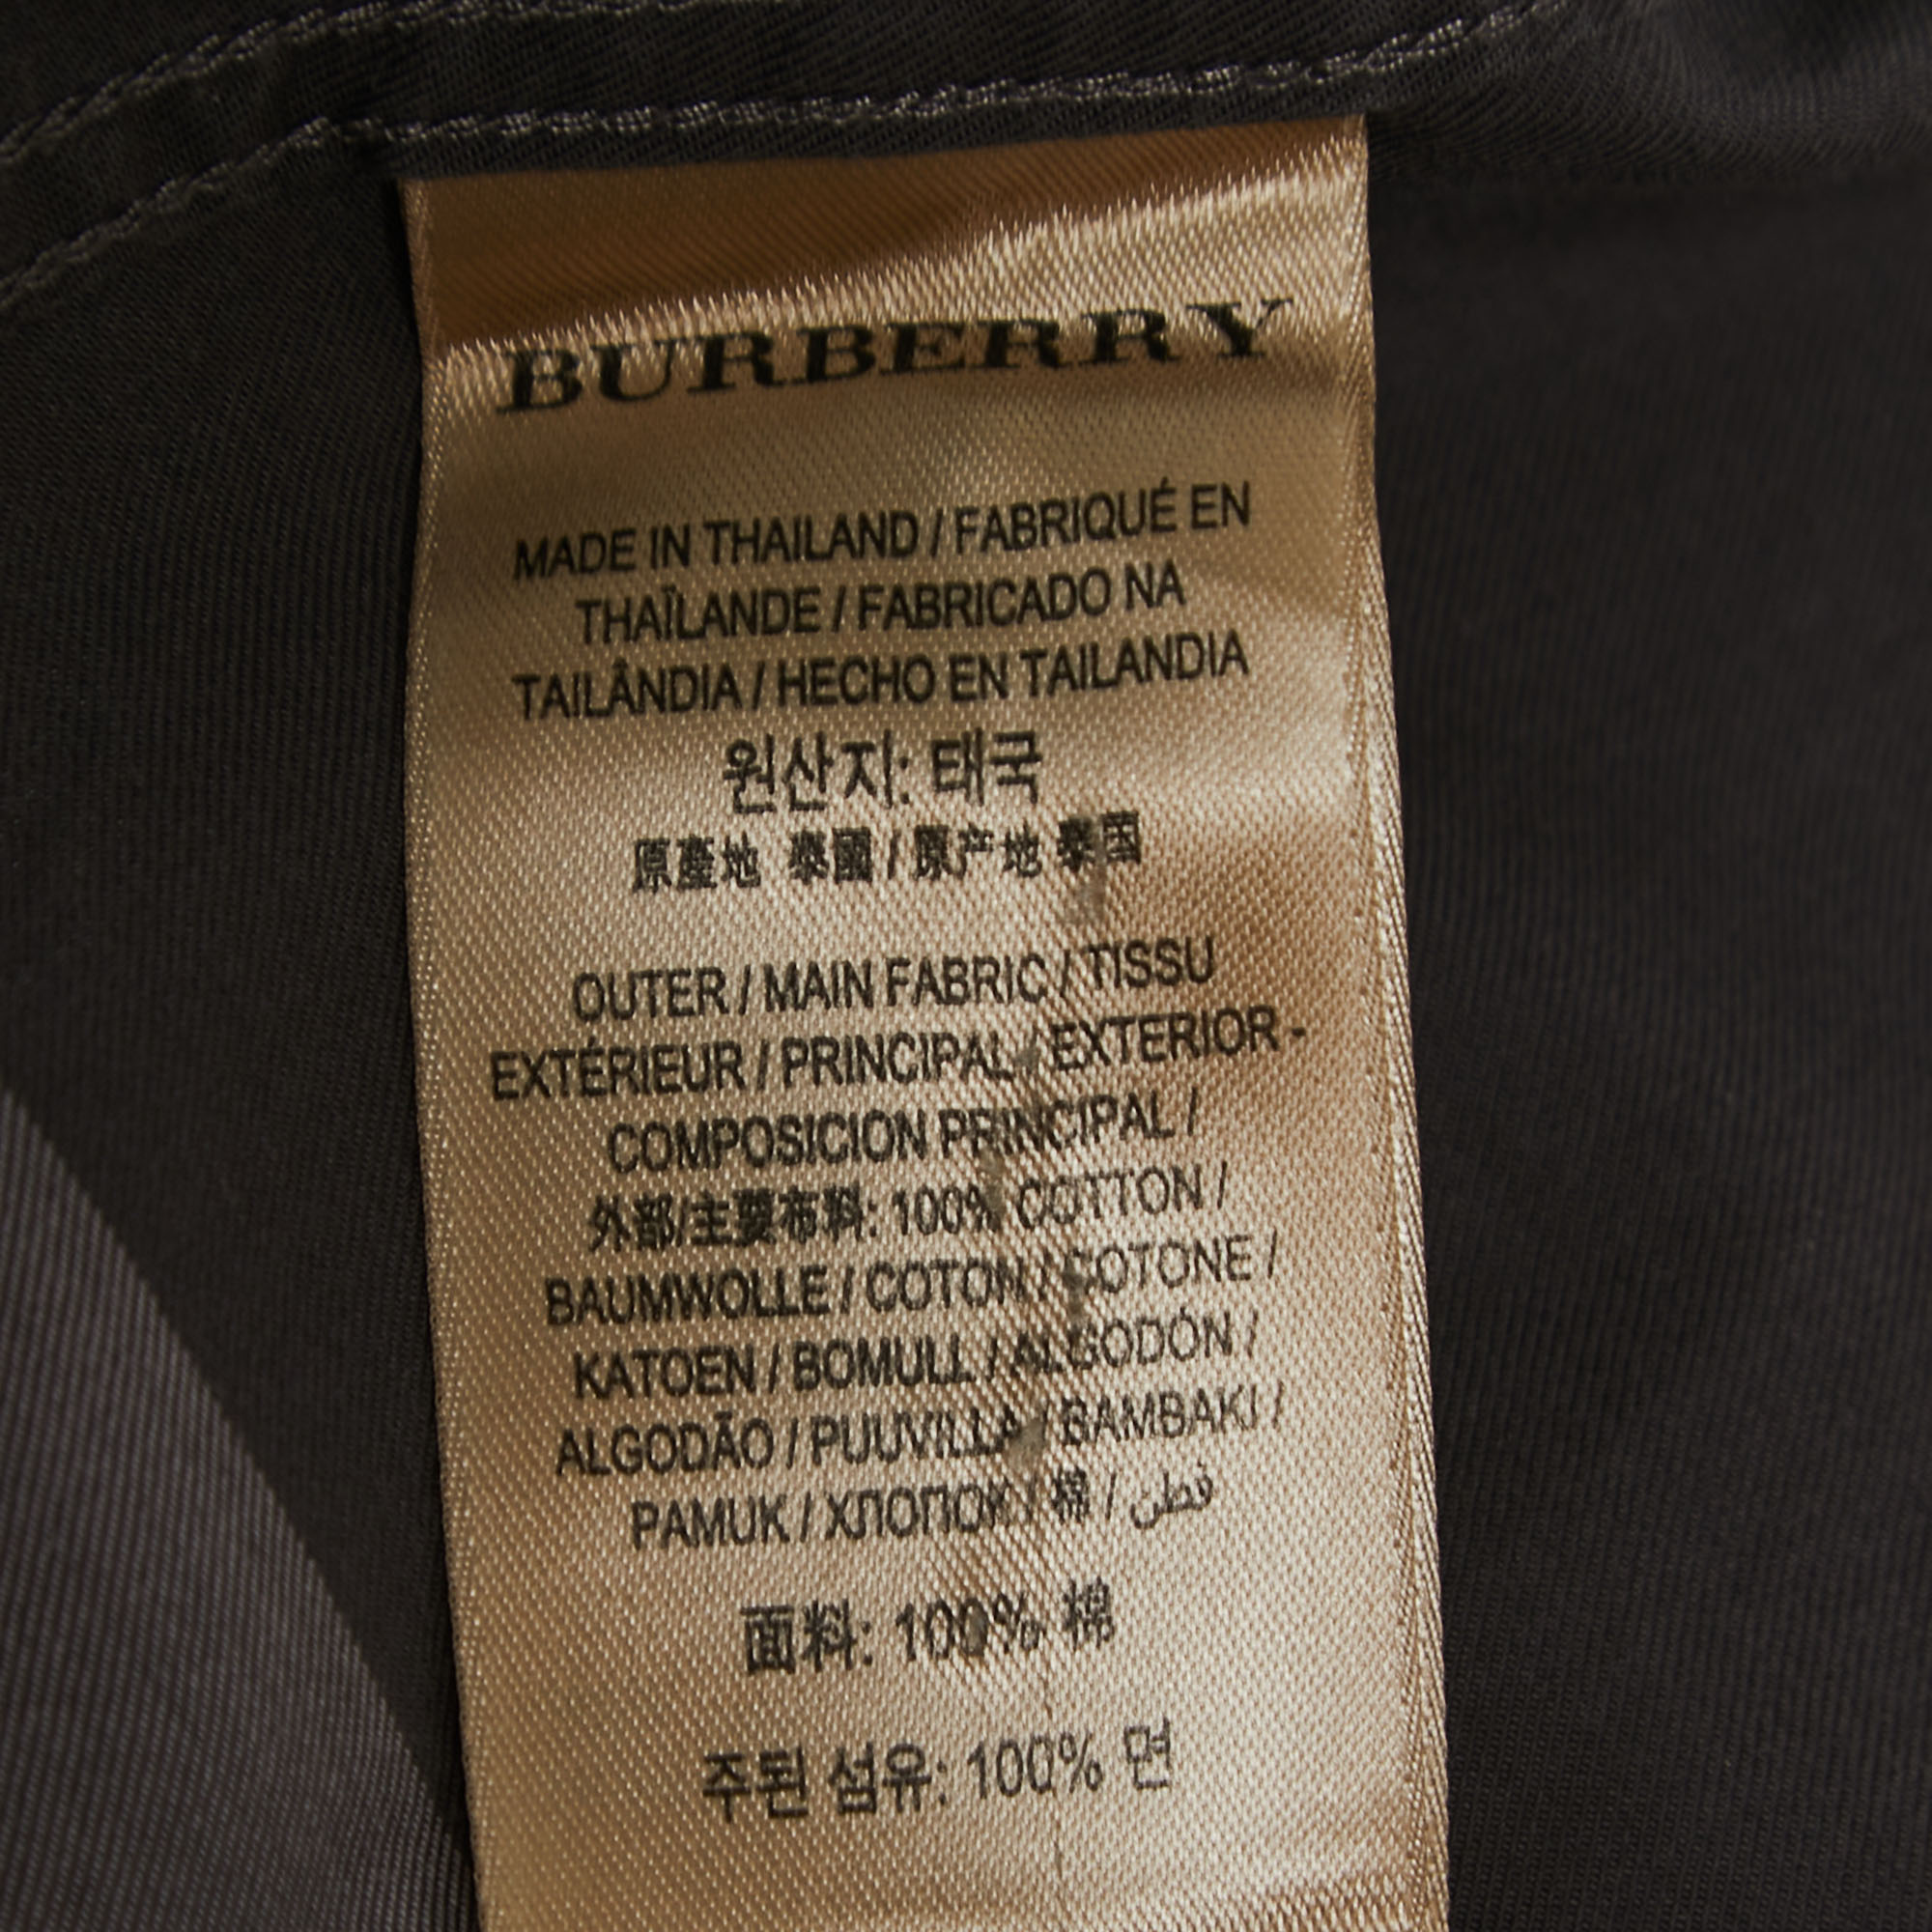 BURBERRY
MADE IN THAILAND / FABRIQUÉ EN
THAÏLANDE / FABRICADO NA
TAILÂNDIA / HECHO EN TAILANDIA
원산지: 태국
原產地 泰國 / 原产地 泰国
OUTER / MAIN FABRIC / TISSU
EXTÉRIEUR / PRINCIPAL / EXTERIOR -
COMPOSICION PRINCIPAL /
外部/主要布料: 100% COTTON /
BAUMWOLLE / COTON / COTONE /
KATOEN / BOMULL / ALGODÓN /
ALGODÃO / PUUVILLA / BAMBAKI /
PAMUK / ХЛОПОК / 棉 / قطن
面料: 100% 棉
주된 섬유: 100% 면